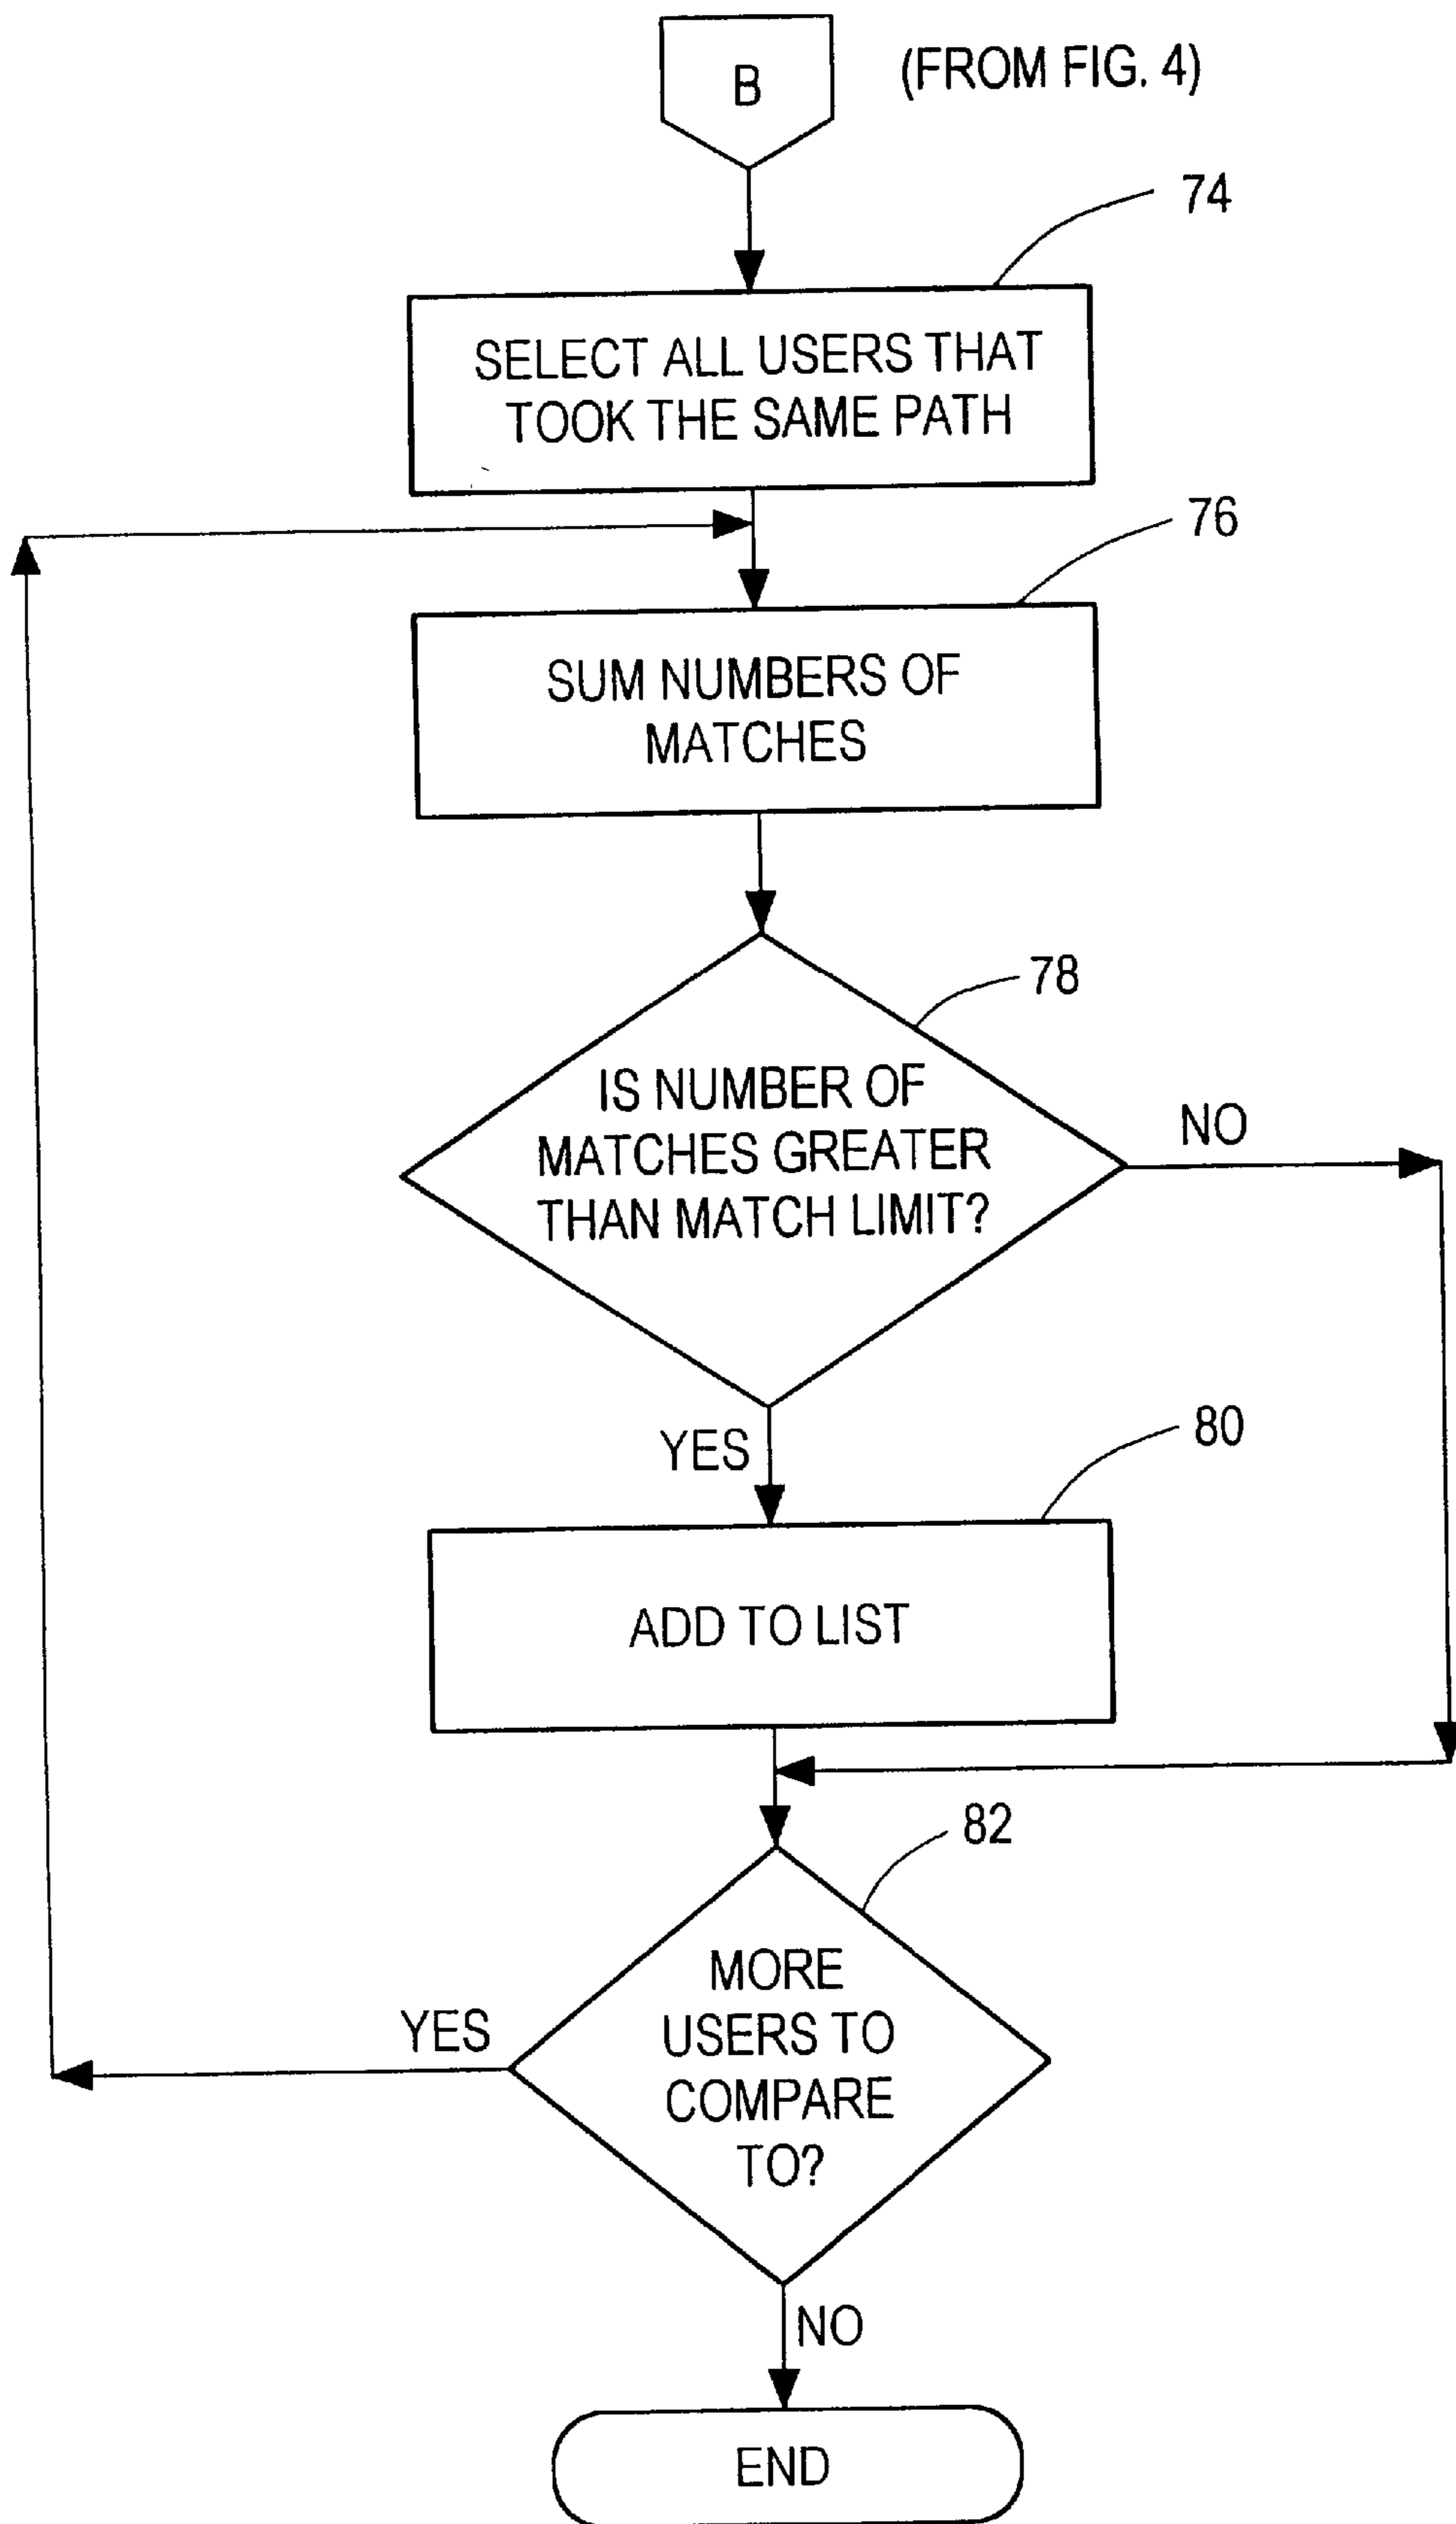 B
(FROM FIG. 4)
74
SELECT ALL USERS THAT
TOOK THE SAME PATH
76
SUM NUMBERS OF
MATCHES
78
IS NUMBER OF
MATCHES GREATER
THAN MATCH LIMIT?
NO
YES
80
ADD TO LIST
82
MORE
USERS TO
COMPARE
TO?
YES
NO
END